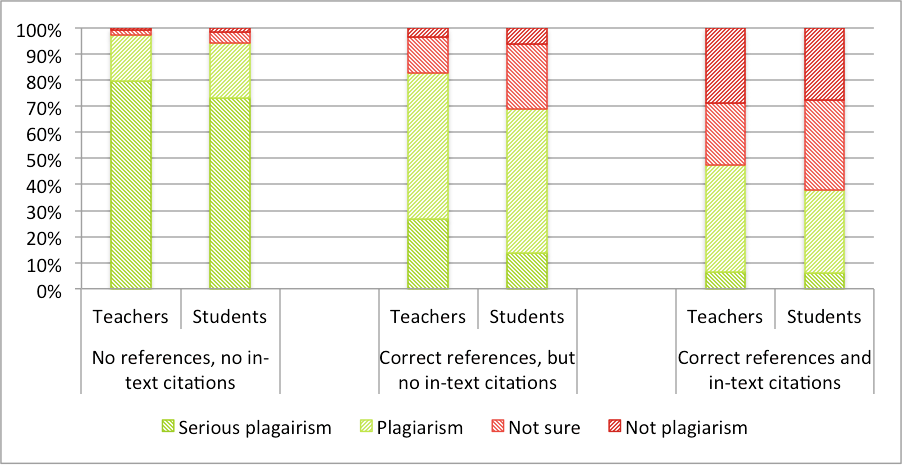 100%
90%
80%
70%
60%
50%
40%
30%
20%
10%
0%
Teachers Students Teachers Students Teachers Students
No references, no in- Correct references, but Correct references and
text citations no in-text citations in-text citations
Serious plagairism Plagiarism Not sure Not plagiarism